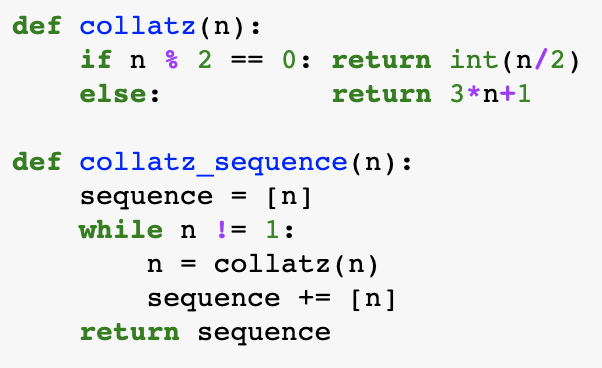 def collatz(n):
    if n % 2 == 0: return int(n/2)
    else:          return 3*n+1

def collatz_sequence(n):
    sequence = [n]
    while n != 1:
        n = collatz(n)
        sequence += [n]
    return sequence